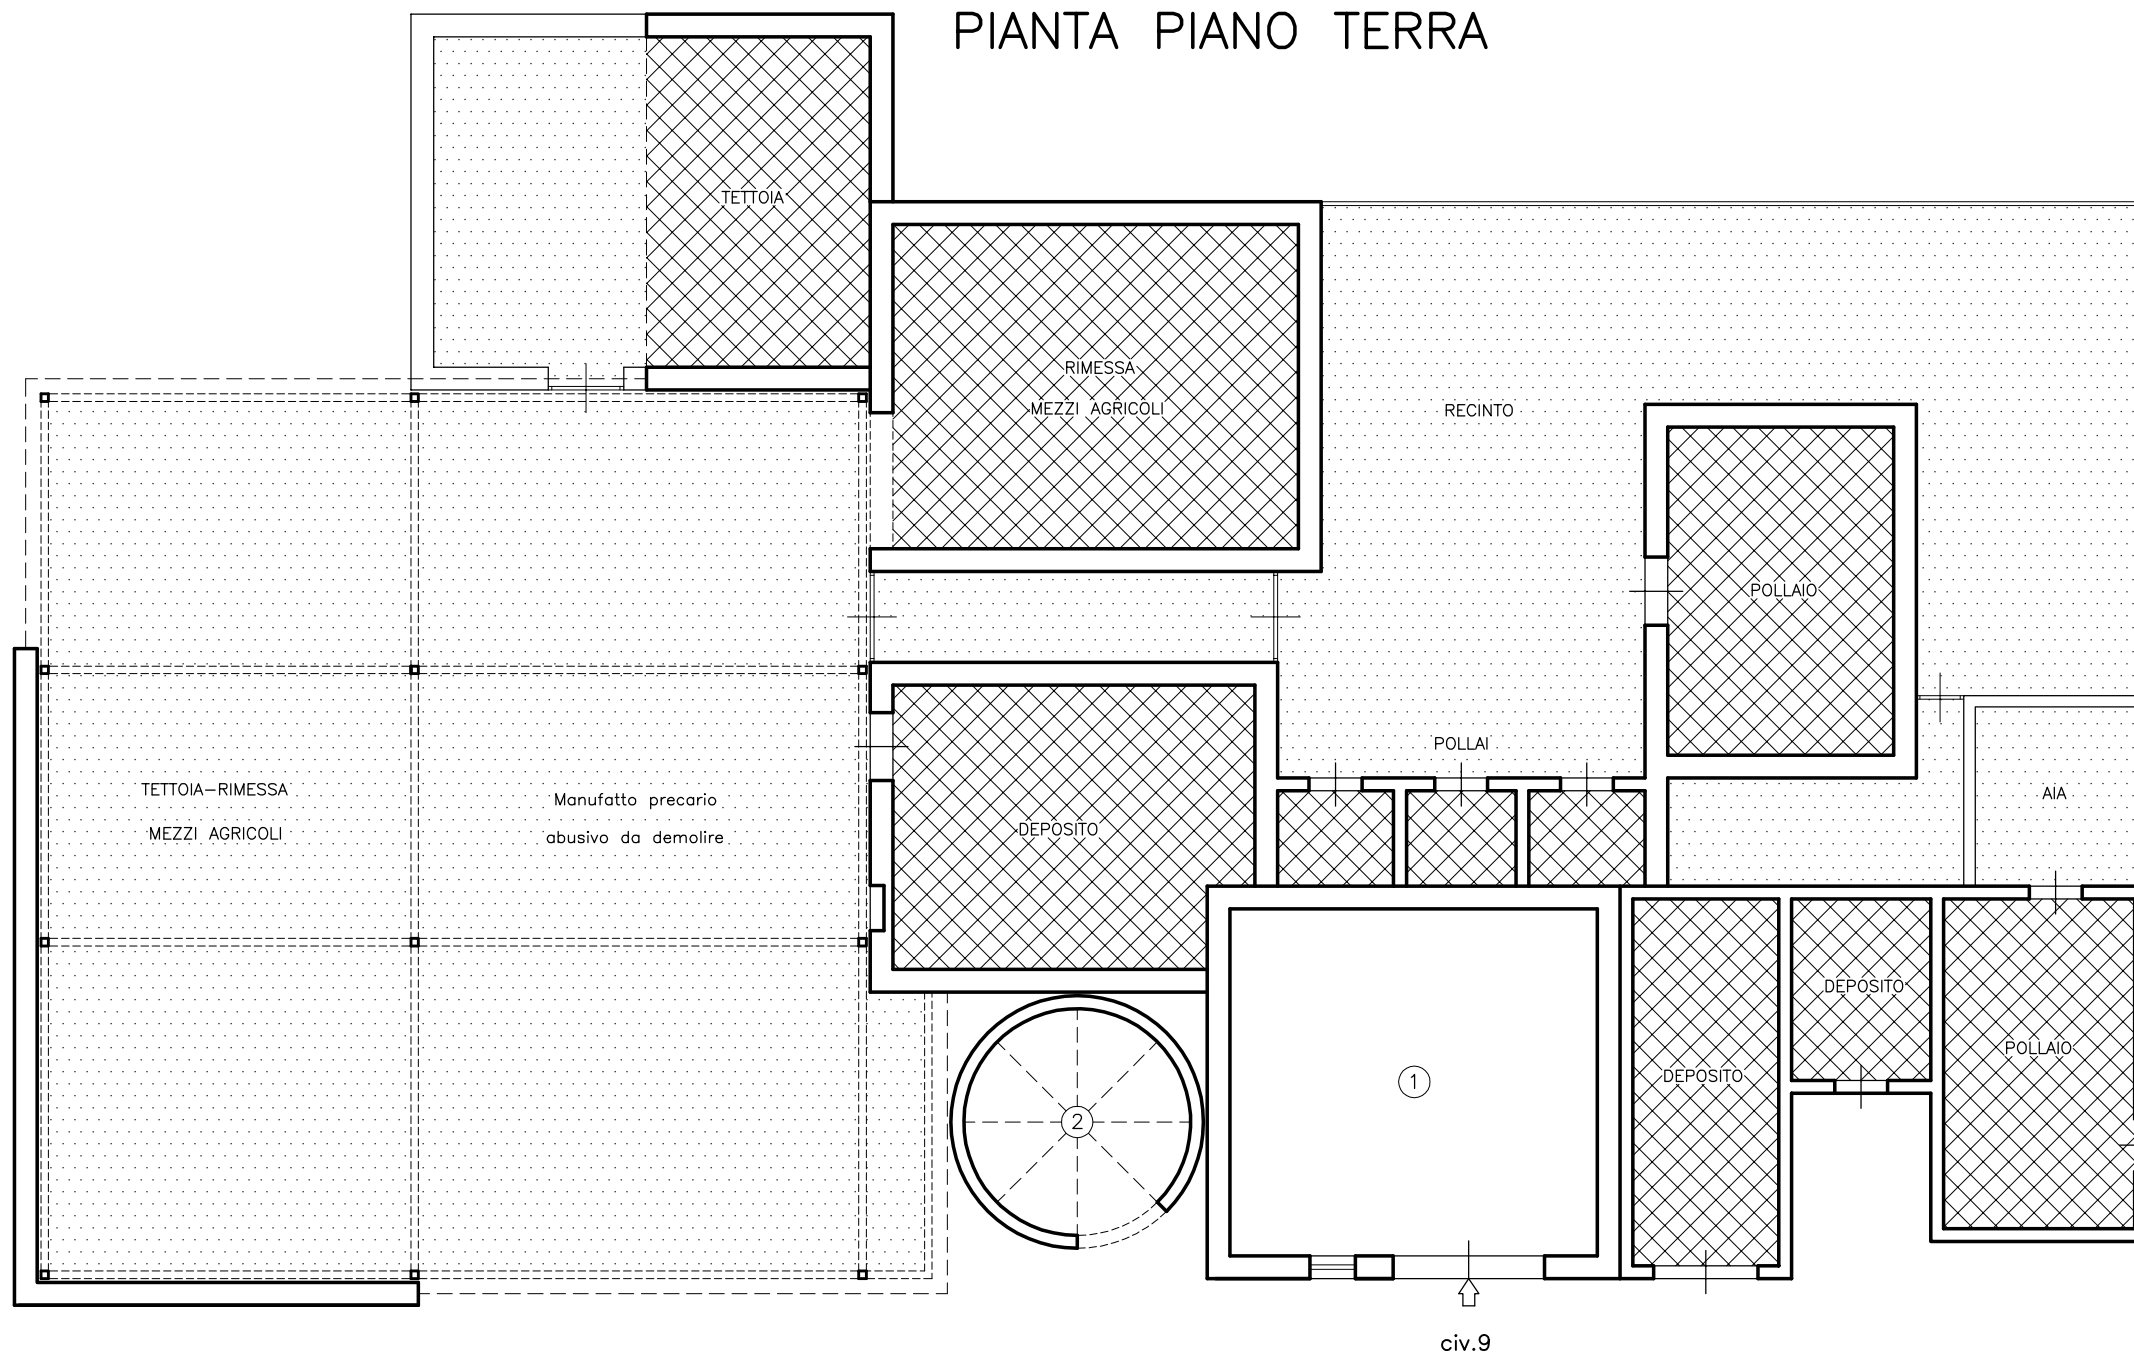 PIANTA PIANO TERRA
TETTOIA
RIMESSA
MEZZI AGRICOLI
RECINTO
POLLAIO
POLLAI
TETTOIA-RIMESSA
MEZZI AGRICOLI
Manufatto precario
abusivo da demolire
DEPOSITO
AIA
DEPOSITO
POLLAIO
DEPOSITO
1
2
civ.9